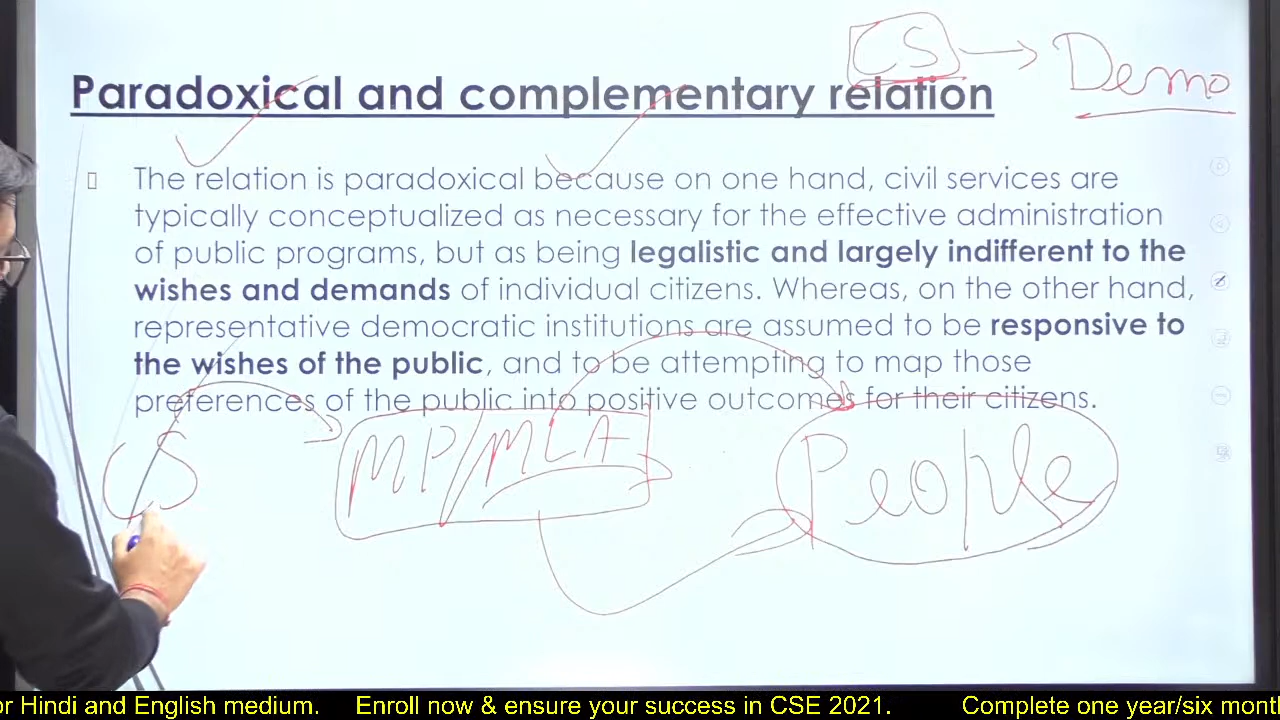 CS → Demo
Paradoxical and complementary relation
The relation is paradoxical because on one hand, civil services are
typically conceptualized as necessary for the effective administration
of public programs, but as being legalistic and largely indifferent to the
wishes and demands of individual citizens. Whereas, on the other hand,
representative democratic institutions are assumed to be responsive to
the wishes of the public, and to be attempting to map those
preferences of the public into positive outcomes for their citizens.
CS MP/MLA People
or Hindi and English medium. Enroll now & ensure your success in CSE 2021. Complete one year/six mont